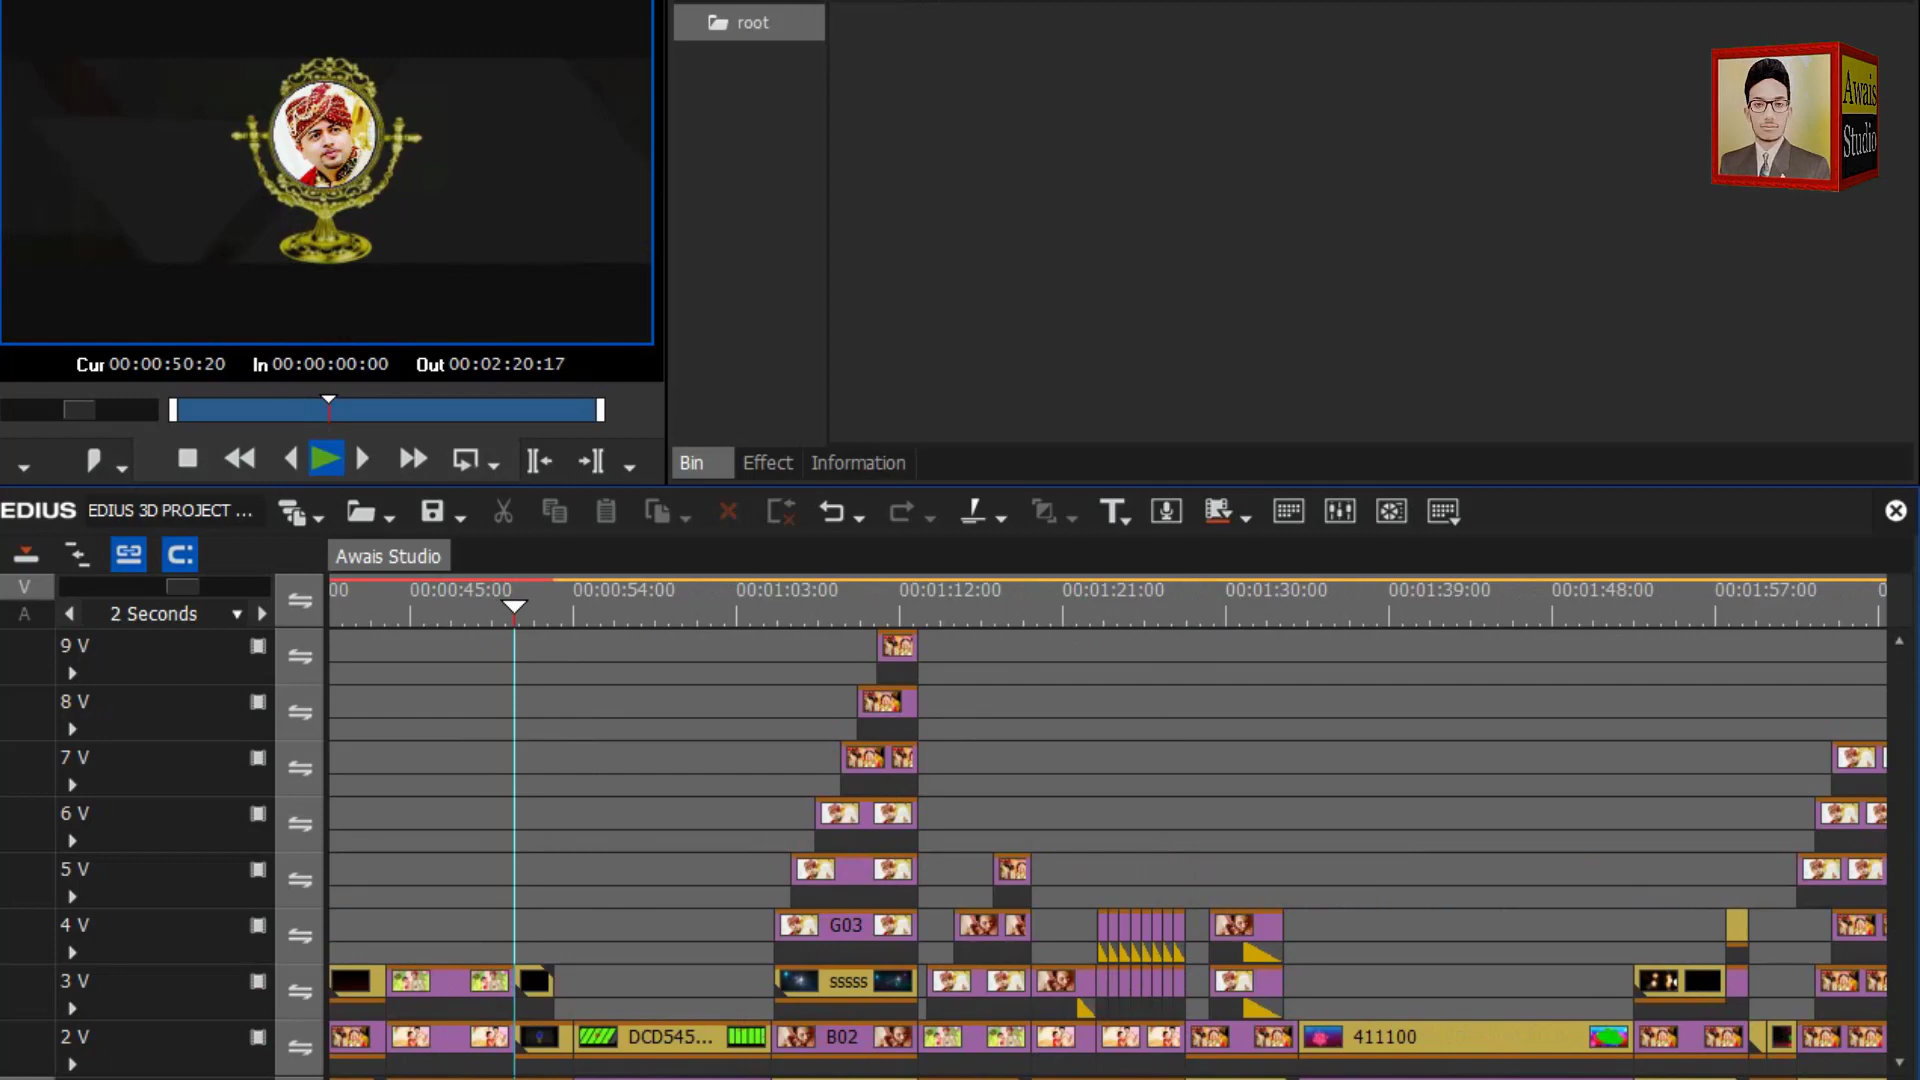 root
Awais
Studio
Cur 00:00:50:20 In 00:00:00:00 Out 00:02:20:17
Bin Effect Information
EDIUS EDIUS 3D PROJECT ...
Awais Studio
V 00 00:00:45:00 00:00:54:00 00:01:03:00 00:01:12:00 00:01:21:00 00:01:30:00 00:01:39:00 00:01:48:00 00:01:57:00 0
A 2 Seconds
9 V
8 V
7 V
6 V
5 V
4 V G03
3 V sssss
2 V DCD545... B02 411100